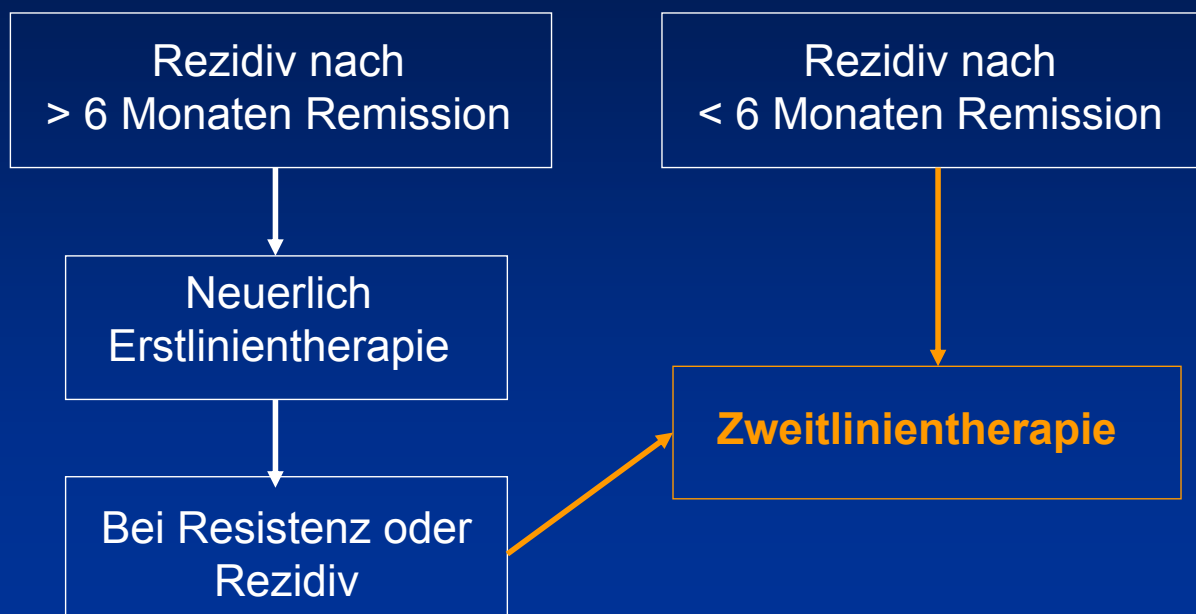 Rezidiv nach
> 6 Monaten Remission
Rezidiv nach
< 6 Monaten Remission
Neuerlich
Erstlinientherapie
Zweitlinientherapie
Bei Resistenz oder
Rezidiv